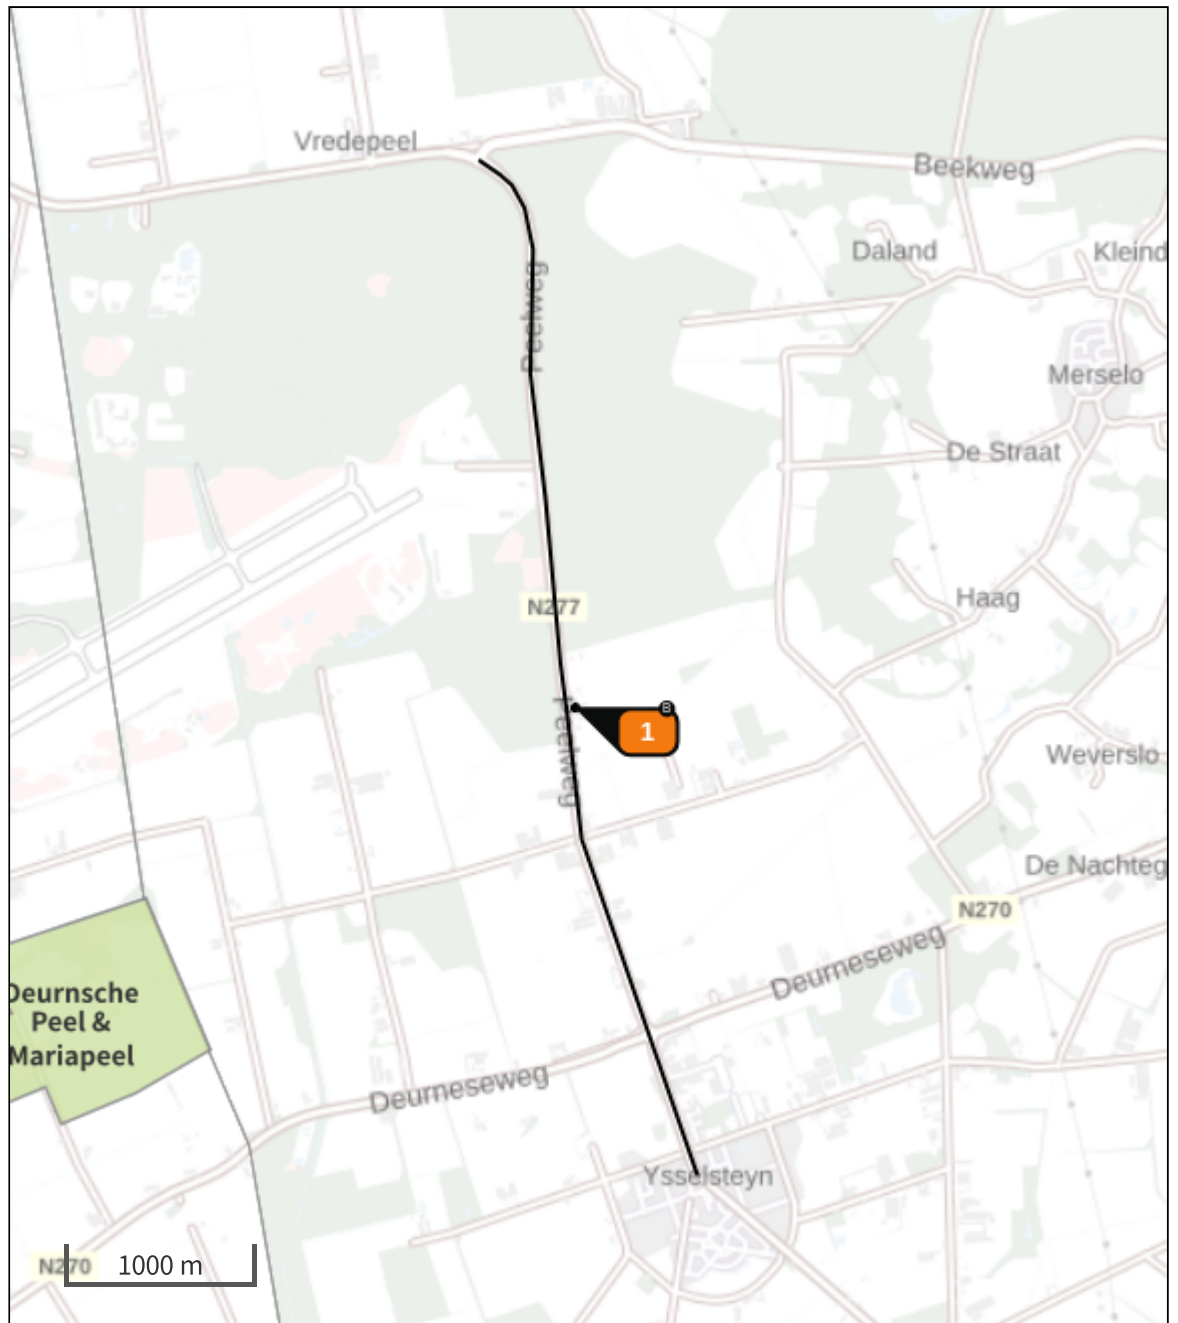 Vredepeel
Beekweg
Daland
Kleind
Peelweg
Merselo
De Straat
N277
Haag
Peelweg
B
1
Weverslo
De Nachteg
N270
Deurneseweg
Deurnsche
Peel &
Mariapeel
Deurneseweg
Ysselsteyn
N270
1000 m